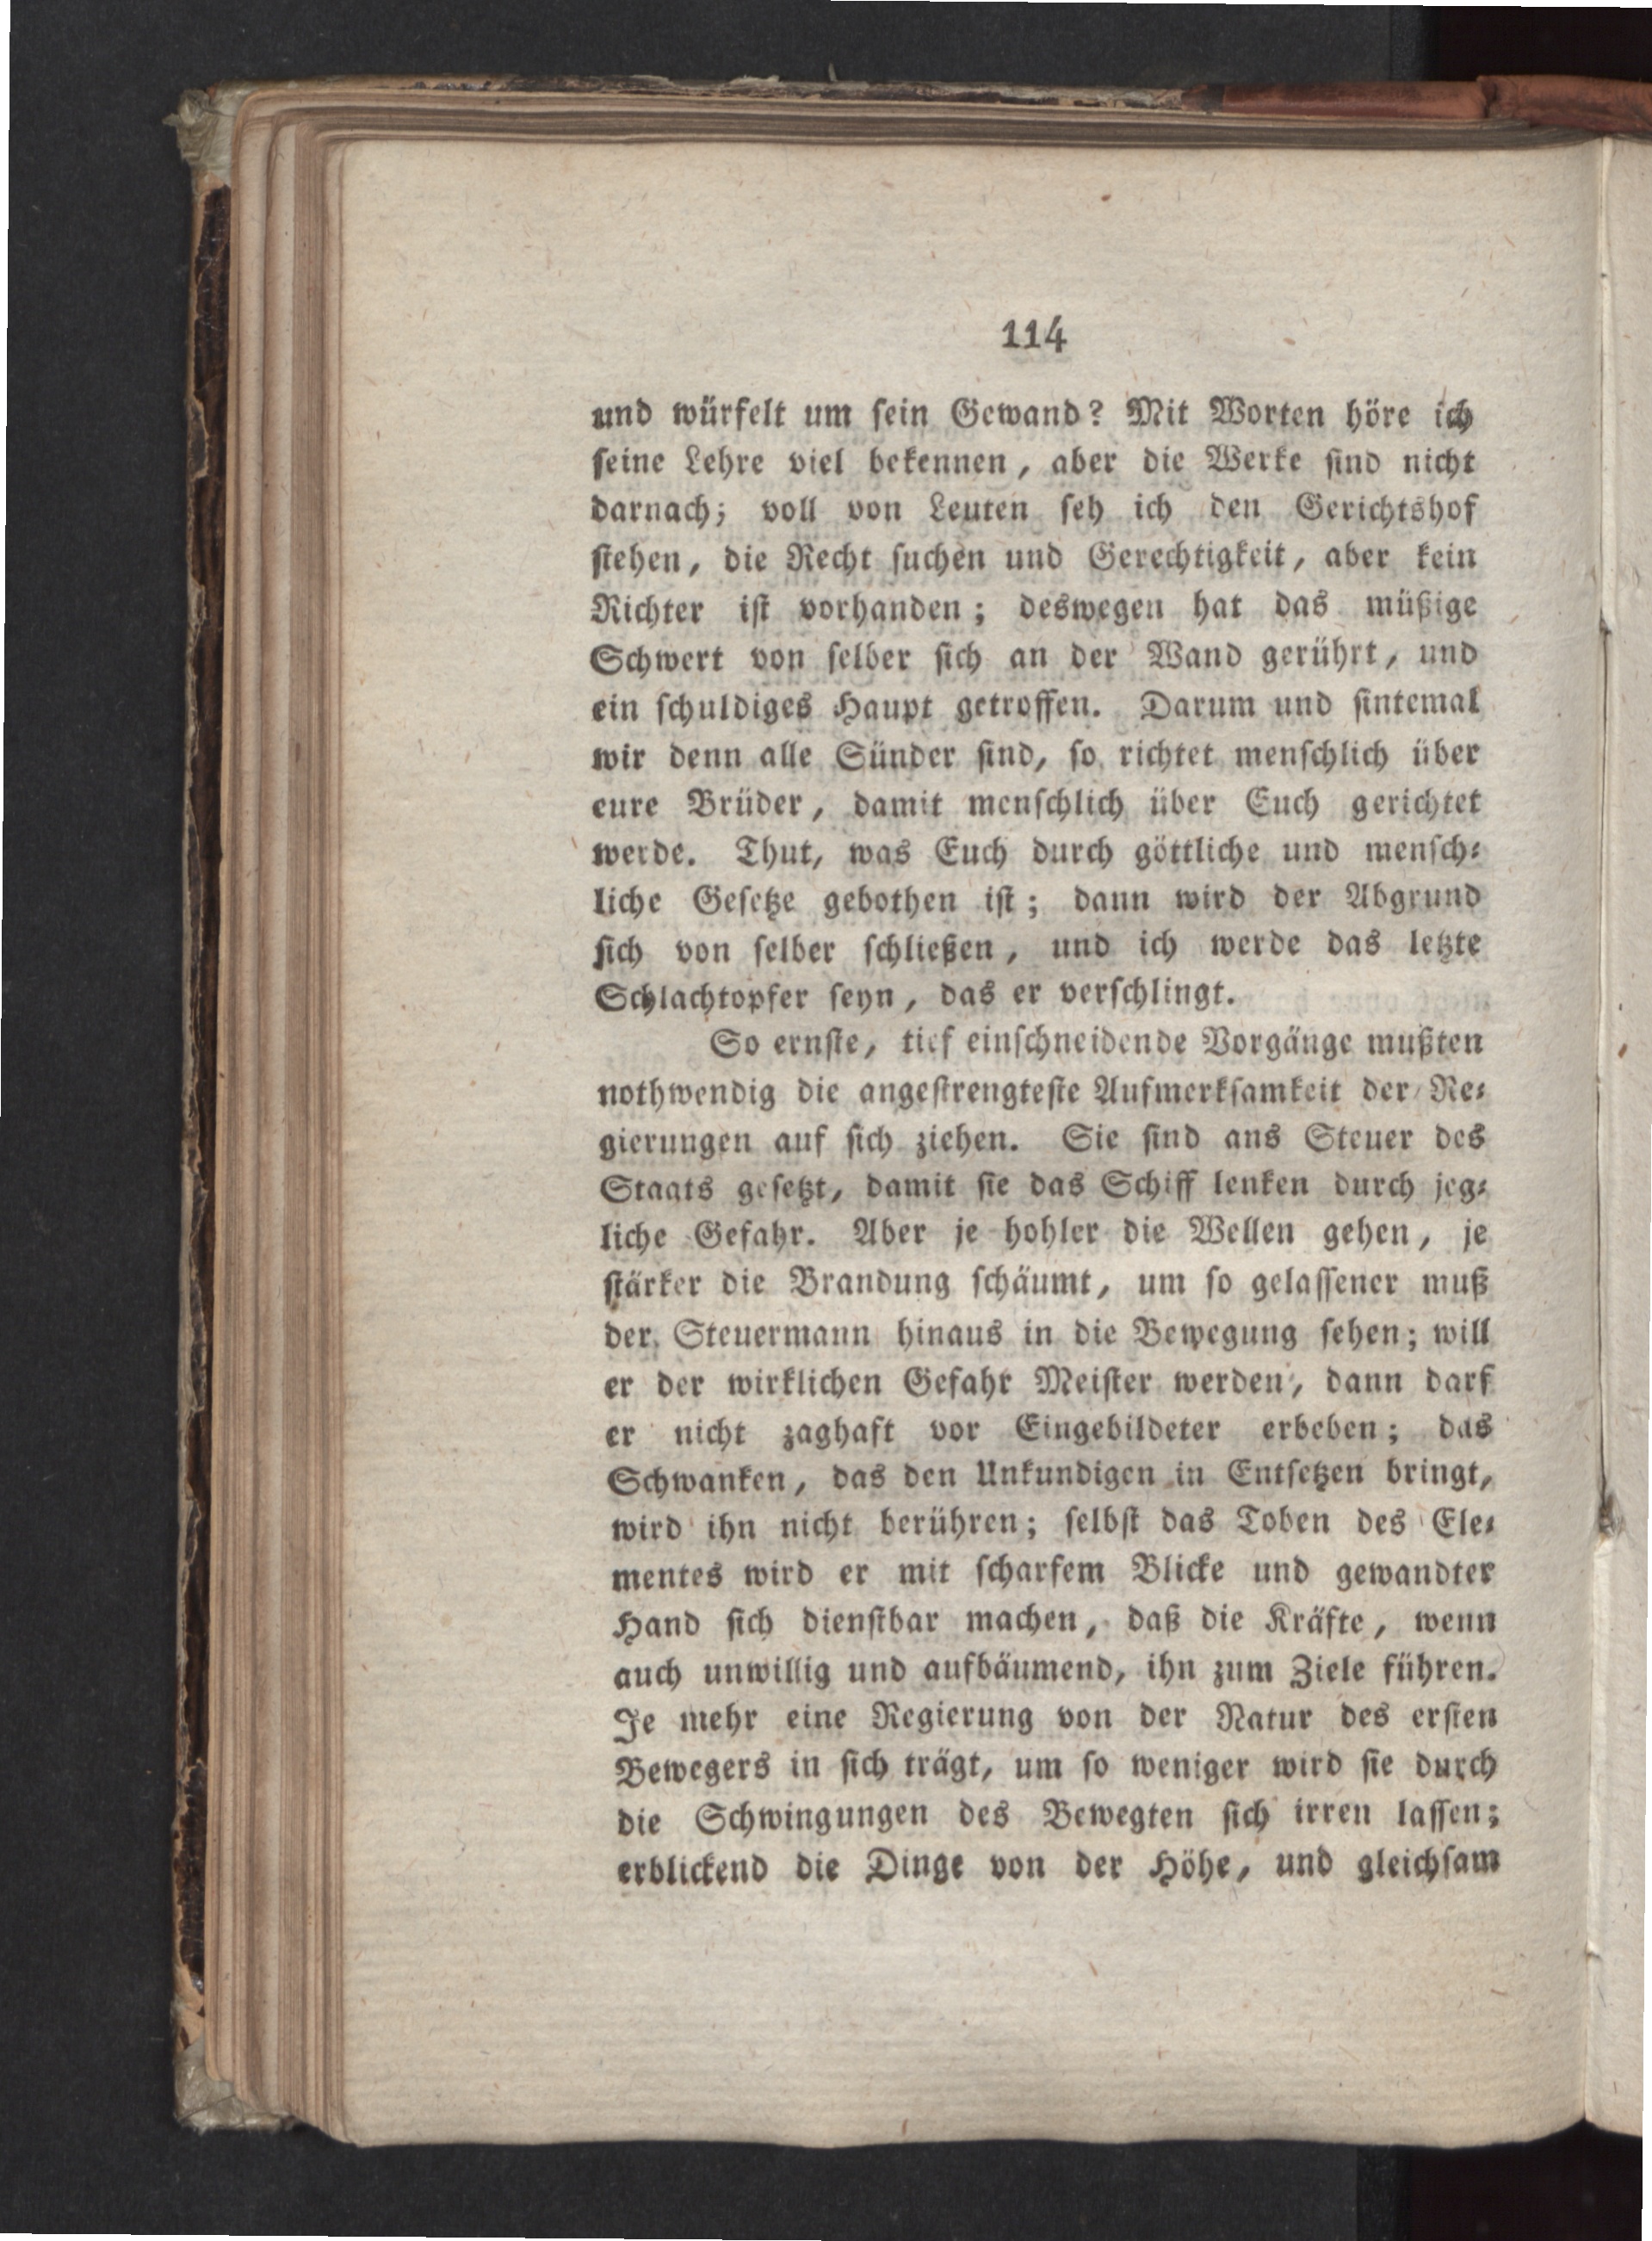 114
und würfelt um ſein Gewand? Mit Worten höre ich
ſeine Lehre viel bekennen, aber die Werke ſind nicht
darnach; voll von Leuten ſeh ich den Gerichtshof
ſtehen, die Recht ſuchen und Gerechtigkeit, aber kein
Richter iſt vorhanden; deswegen hat das müßige
Schwert von ſelber ſich an der Wand gerührt, und
ein ſchuldiges Haupt getroffen. Darum und ſintemal
wir denn alle Sünder ſind, ſo richtet menſchlich über
eure Brüder, damit menſchlich über Euch gerichtet
werde. Thut, was Euch durch göttliche und menſch⸗
liche Geſetze gebothen iſt; dann wird der Abgrund
ſich von ſelber ſchließen, und ich werde das letzte
Schlachtopfer ſeyn, das er verſchlingt.
So ernſte, tief einſchneidende Vorgänge mußten
nothwendig die angeſtrengteſte Aufmerkſamkeit der Re⸗
gierungen auf ſich ziehen. Sie ſind ans Steuer des
Staats geſetzt, damit ſie das Schiff lenken durch jeg⸗
liche Gefahr. Aber je hohler die Wellen gehen, je
ſtärker die Brandung ſchäumt, um ſo gelaſſener muß
der Steuermann hinaus in die Bewegung ſehen; will
er der wirklichen Gefahr Meiſter werden, dann darf
er nicht zaghaft vor Eingebildeter erbeben; das
Schwanken, das den Unkundigen in Entſetzen bringt,
wird ihn nicht berühren; ſelbſt das Toben des Ele⸗
mentes wird er mit ſcharfem Blicke und gewandter
Hand ſich dienſtbar machen, daß die Kräfte, wenn
auch unwillig und aufbäumend, ihn zum Ziele führen.
Je mehr eine Regierung von der Natur des erſten
Bewegers in ſich trägt, um ſo weniger wird ſie durch
die Schwingungen des Bewegten ſich irren laſſen;
erblickend die Dinge von der Höhe, und gleichſam